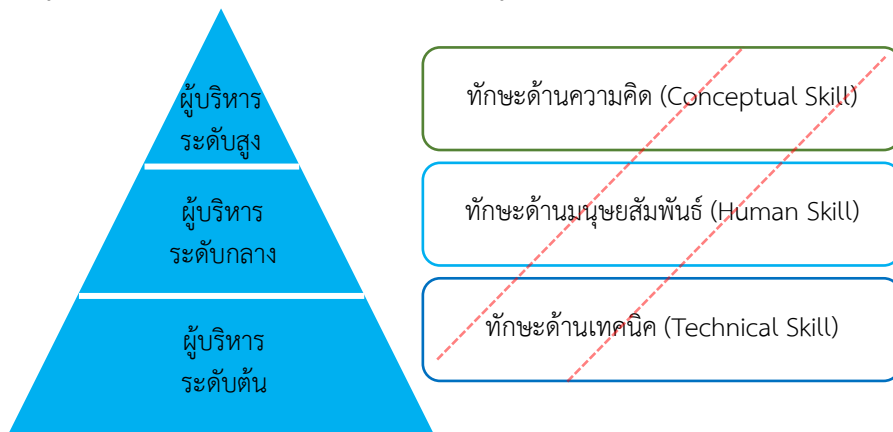 ผู้บริหาร
ระดับสูง
ทักษะด้านความคิด (Conceptual Skill)
ผู้บริหาร
ระดับกลาง
ทักษะด้านมนุษยสัมพันธ์ (Human Skill)
ผู้บริหาร
ระดับต้น
ทักษะด้านเทคนิค (Technical Skill)